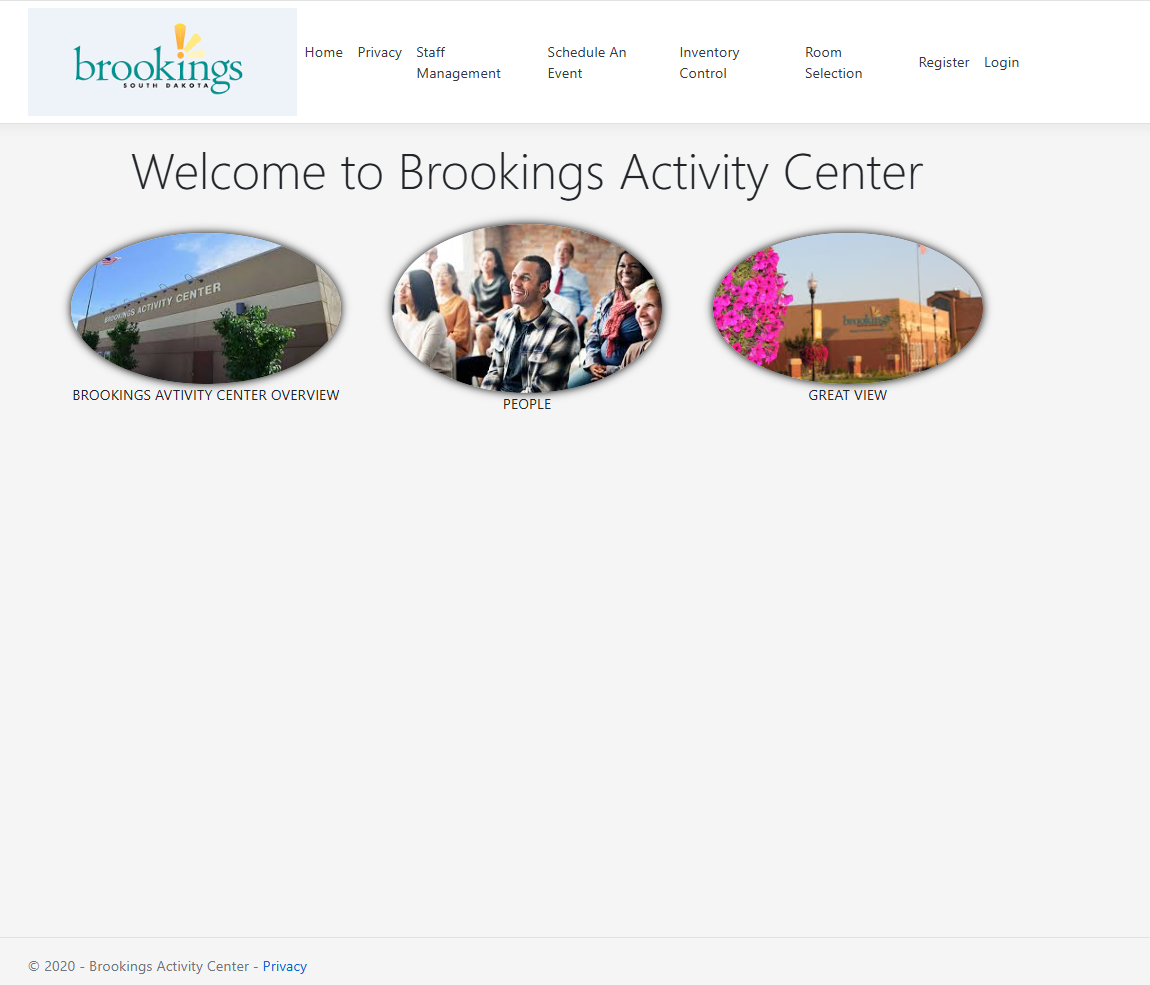 brookings
SOUTH DAKOTA
Home Privacy Staff Management Schedule An Event Inventory Control Room Selection Register Login
Welcome to Brookings Activity Center
BROOKINGS ACTIVITY CENTER
brookings
BROOKINGS AVTIVITY CENTER OVERVIEW
PEOPLE
GREAT VIEW
© 2020 - Brookings Activity Center - Privacy